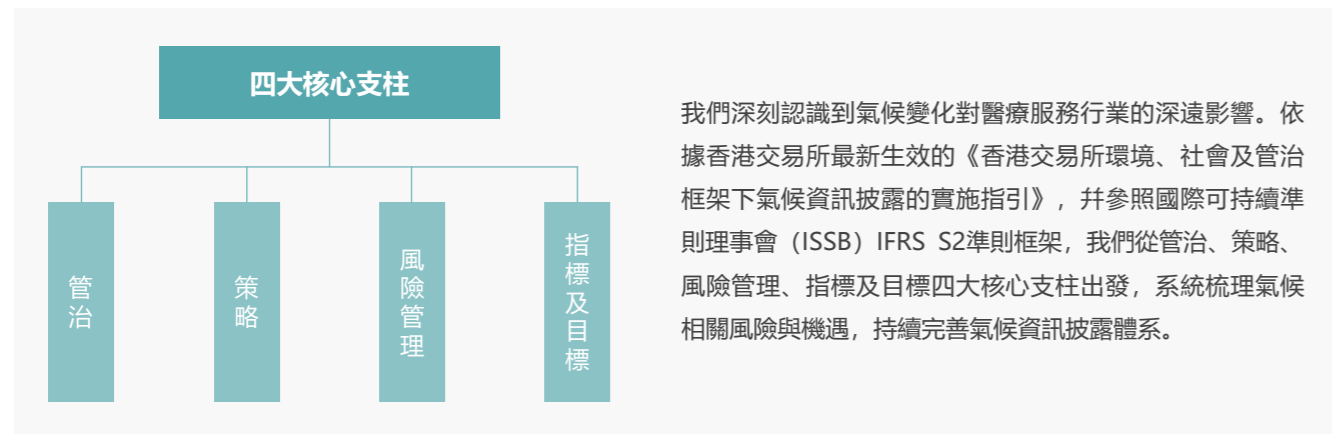 四大核心支柱
管治
策略
風險管理
指標及目標
我們深刻認識到氣候變化對醫療服務行業的深遠影響。依
據香港交易所最新生效的《香港交易所環境、社會及管治
框架下氣候資訊披露的實施指引》，幷參照國際可持續準
則理事會（ISSB）IFRS S2準則框架，我們從管治、策略、
風險管理、指標及目標四大核心支柱出發，系統梳理氣候
相關風險與機遇，持續完善氣候資訊披露體系。